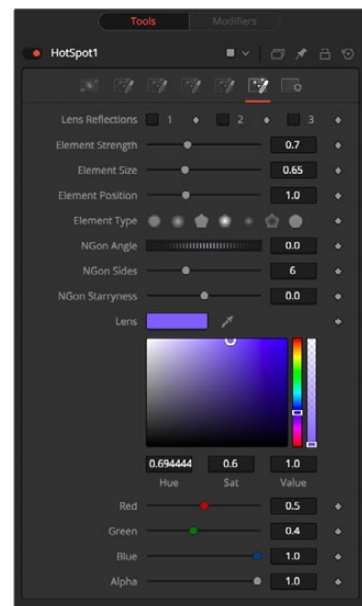 Tools Modifiers
HotSpot1
Lens Reflections 1 2 3
Element Strength 0.7
Element Size 0.65
Element Position 1.0
Element Type
NGon Angle 0.0
NGon Sides 6
NGon Starryness 0.0
Lens
0.694444 0.6 1.0
Hue Sat Value
Red 0.5
Green 0.4
Blue 1.0
Alpha 1.0